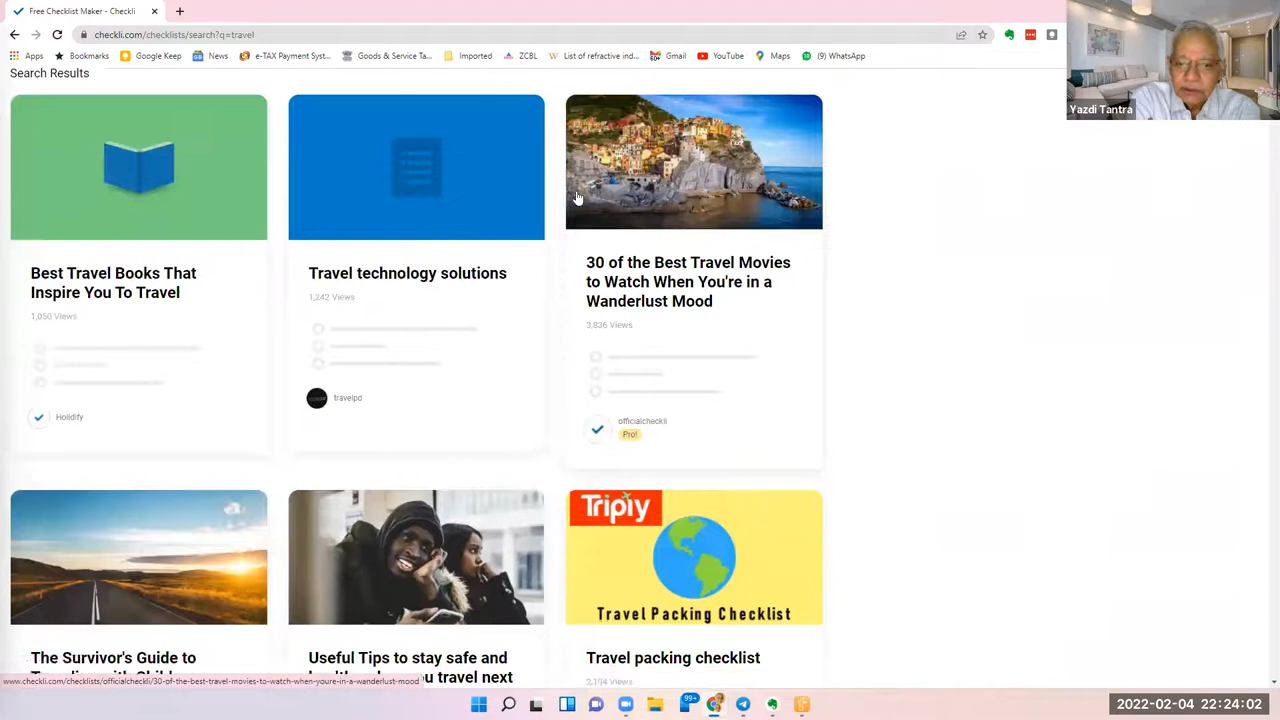 Free Checklist Maker - Checkli
checkli.com/checklists/search?q=travel
Apps Bookmarks Google Keep News e-TAX Payment Syst... Goods & Service Ta... Imported ZCBL List of refractive ind... Gmail YouTube Maps (9) WhatsApp
Yazdi Tantra
Search Results
Best Travel Books That
Inspire You To Travel
1,050 Views
Holidify
Travel technology solutions
1,242 Views
travelpd
30 of the Best Travel Movies
to Watch When You're in a
Wanderlust Mood
3,836 Views
officialcheckli
Pro!
The Survivor's Guide to
Useful Tips to stay safe and
you travel next
Triply
Travel Packing Checklist
Travel packing checklist
2,194 Views
www.checkli.com/checklists/officialcheckli/30-of-the-best-travel-movies-to-watch-when-youre-in-a-wanderlust-mood
99+
2022-02-04 22:24:02